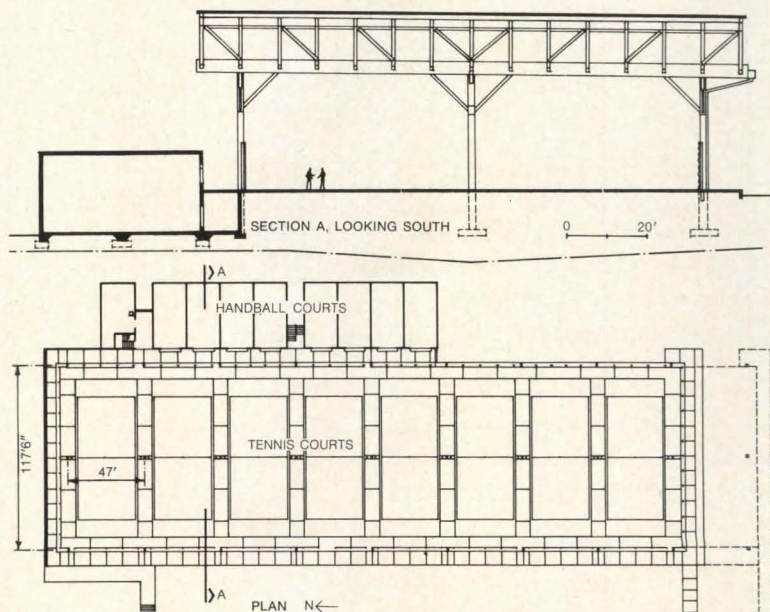 SECTION A, LOOKING SOUTH
0 20'
A
HANDBALL COURTS
117'6"
TENNIS COURTS
47'
A
PLAN N